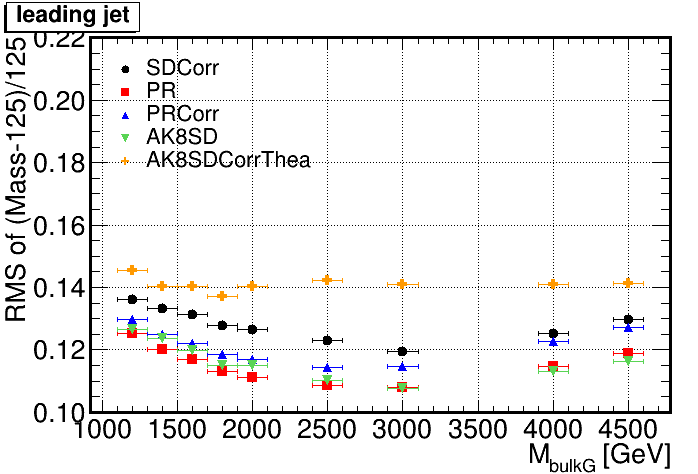 leading jet
RMS of (Mass-125)/125
0.22
0.20
0.18
0.16
0.14
0.12
0.10
SDCorr
PR
PRCorr
AK8SD
AK8SDCorrThea
1000 1500 2000 2500 3000 3500 4000 4500
MbulkG [GeV]